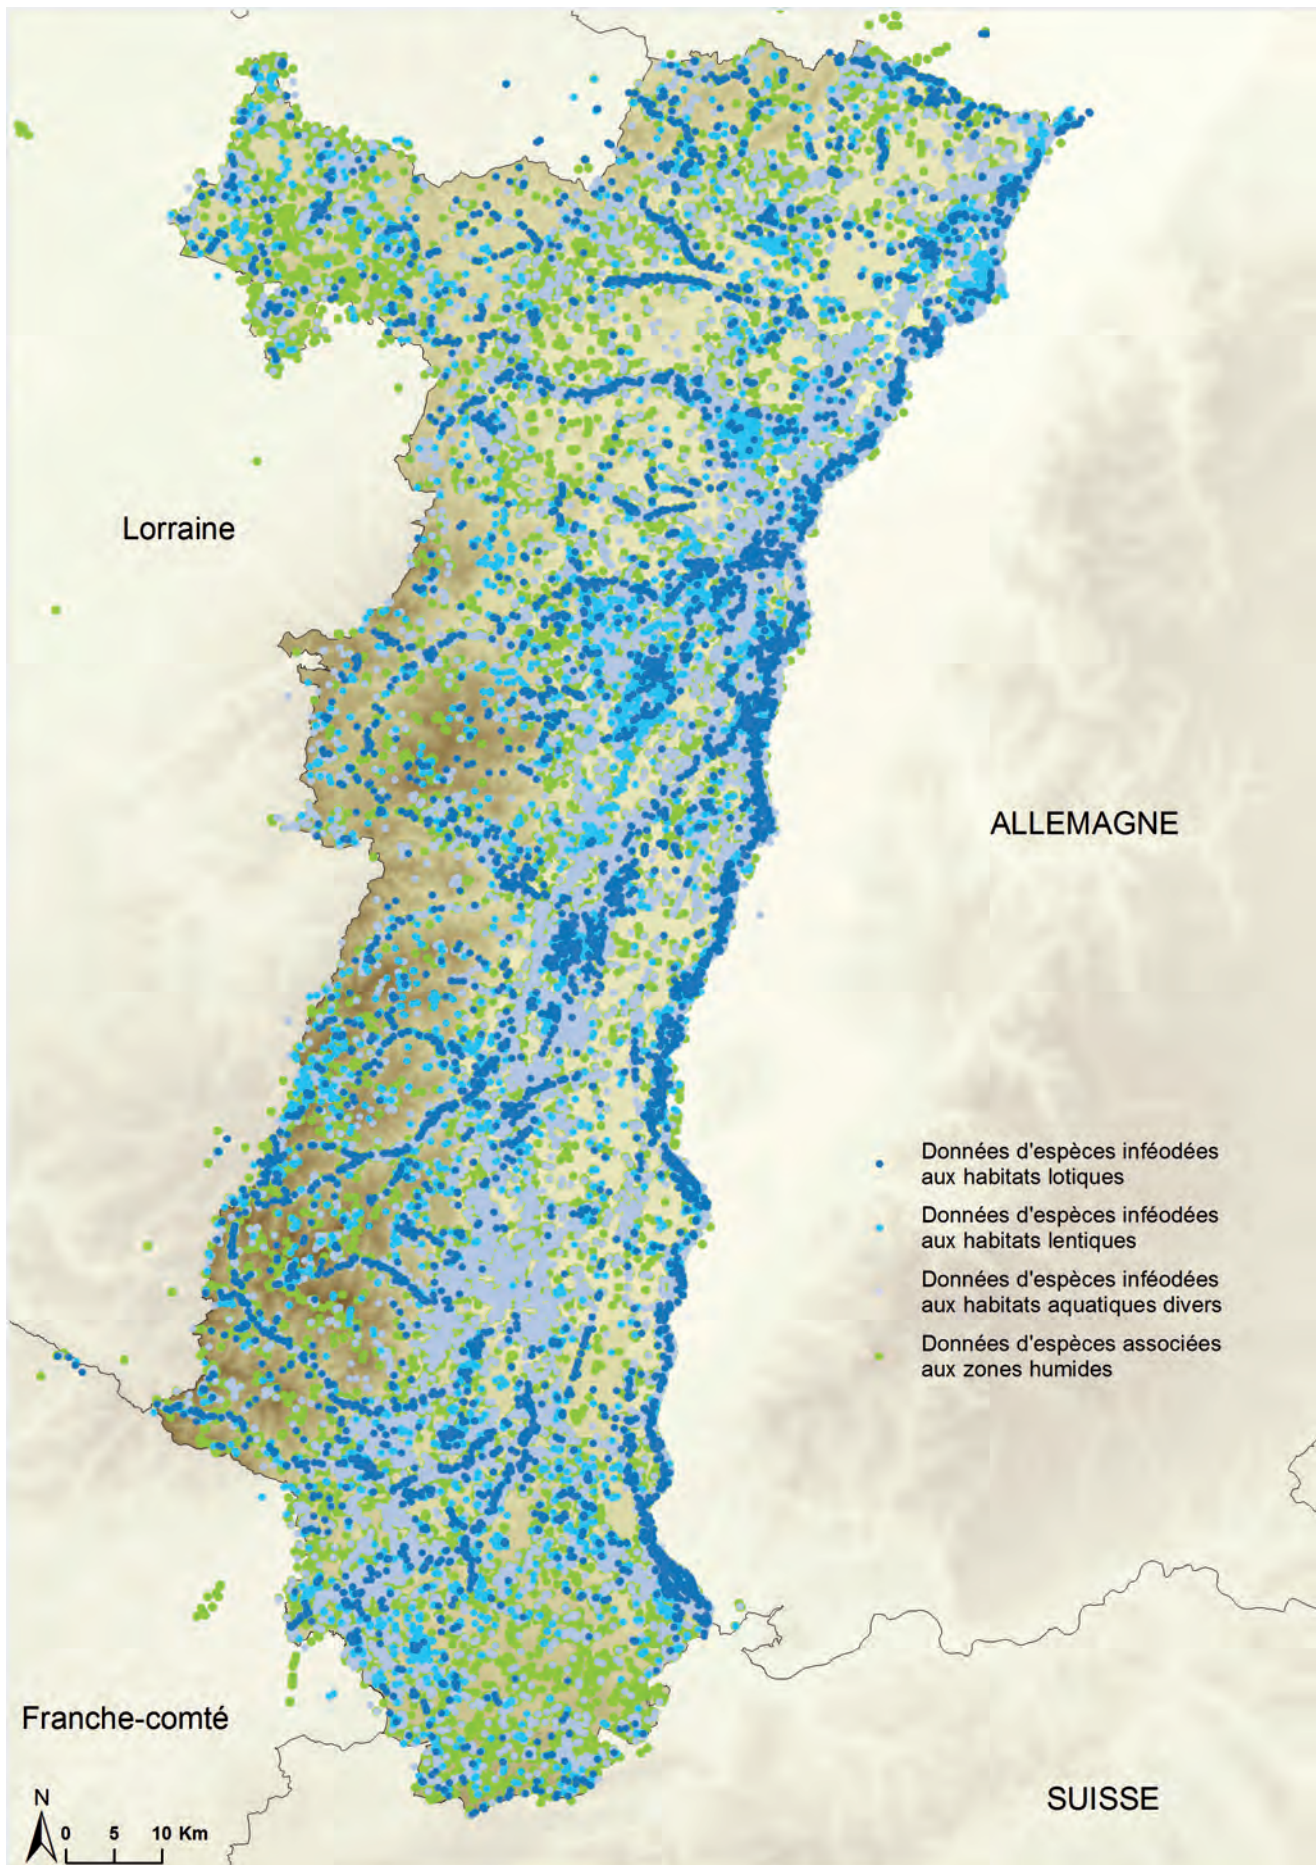 Lorraine
ALLEMAGNE
Données d'espèces inféodées
aux habitats lotiques
Données d'espèces inféodées
aux habitats lentiques
Données d'espèces inféodées
aux habitats aquatiques divers
Données d'espèces associées
aux zones humides
Franche-comté
SUISSE
N
0 5 10 Km